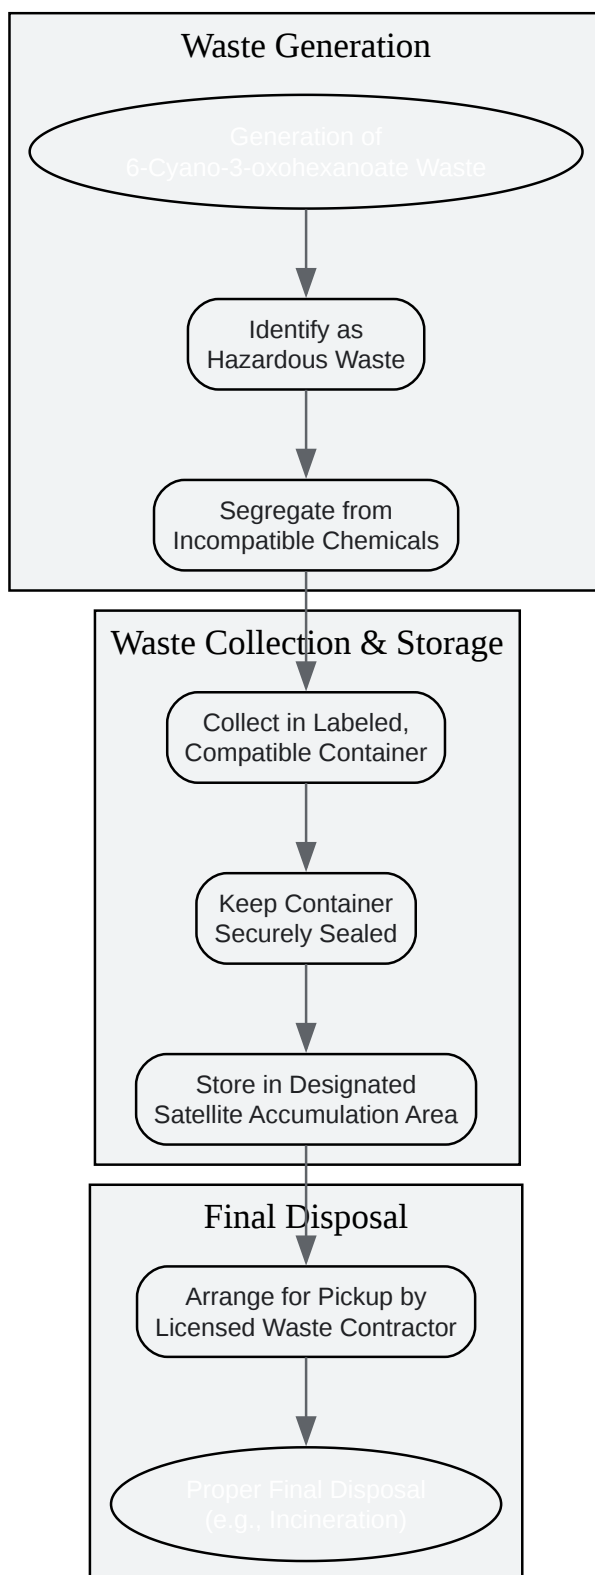 Waste Generation
Generation of
6-Cyano-3-oxohexanoate Waste
Identify as
Hazardous Waste
Segregate from
Incompatible Chemicals
Waste Collection & Storage
Collect in Labeled,
Compatible Container
Keep Container
Securely Sealed
Store in Designated
Satellite Accumulation Area
Final Disposal
Arrange for Pickup by
Licensed Waste Contractor
Proper Final Disposal
(e.g., Incineration)